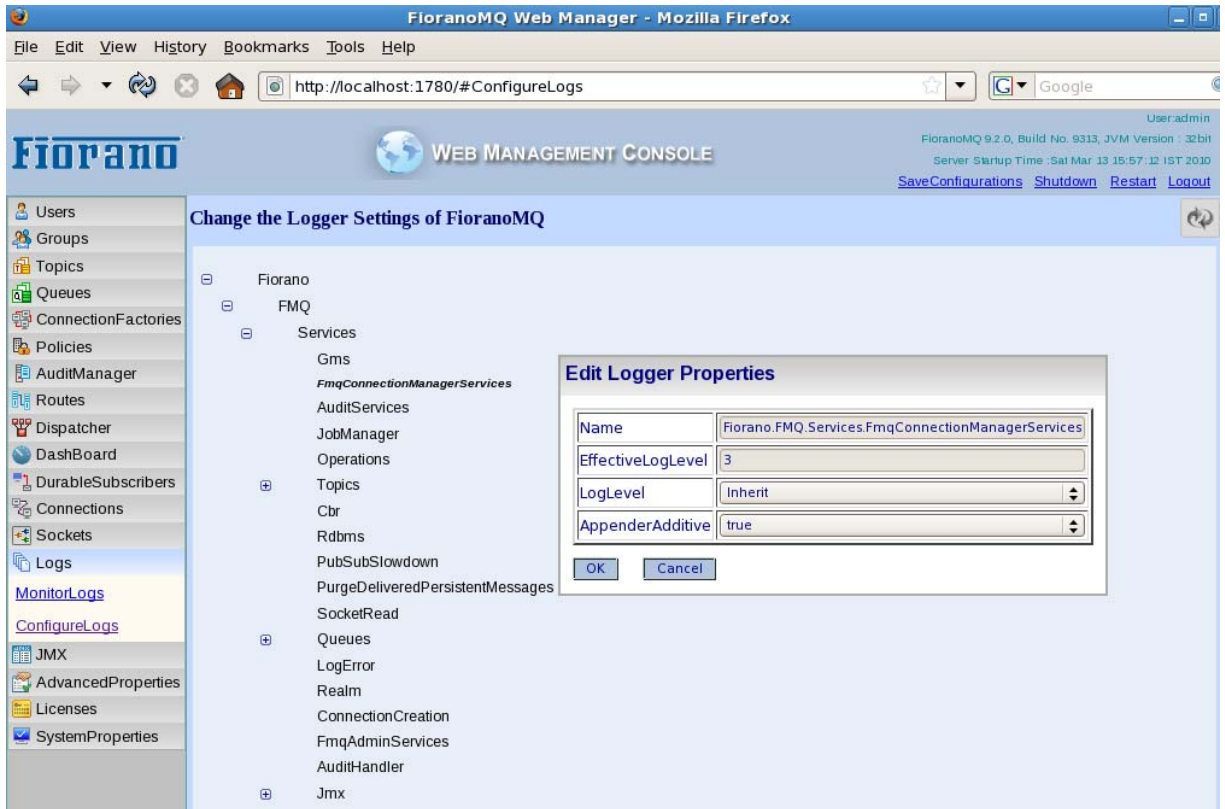 FioranoMQ Web Manager - Mozilla Firefox
File Edit View History Bookmarks Tools Help
http://localhost:1780/#ConfigureLogs
G Google
Fiorano
WEB MANAGEMENT CONSOLE
User:admin
FioranoMQ 9.2.0, Build No. 9313, JVM Version : 32bit
Server Startup Time :Sat Mar 13 15:57:12 IST 2010
SaveConfigurations Shutdown Restart Logout
Users
Groups
Topics
Queues
ConnectionFactories
Policies
AuditManager
Routes
Dispatcher
DashBoard
DurableSubscribers
Connections
Sockets
Logs
MonitorLogs
ConfigureLogs
JMX
AdvancedProperties
Licenses
SystemProperties
Change the Logger Settings of FioranoMQ
Fiorano
FMQ
Services
Gms
FmqConnectionManagerServices
AuditServices
JobManager
Operations
Topics
Cbr
Rdbms
PubSubSlowdown
PurgeDeliveredPersistentMessages
SocketRead
Queues
LogError
Realm
ConnectionCreation
FmqAdminServices
AuditHandler
Jmx
Edit Logger Properties
Name Fiorano.FMQ.Services.FmqConnectionManagerServices
EffectiveLogLevel 3
LogLevel Inherit
AppenderAdditive true
OK Cancel